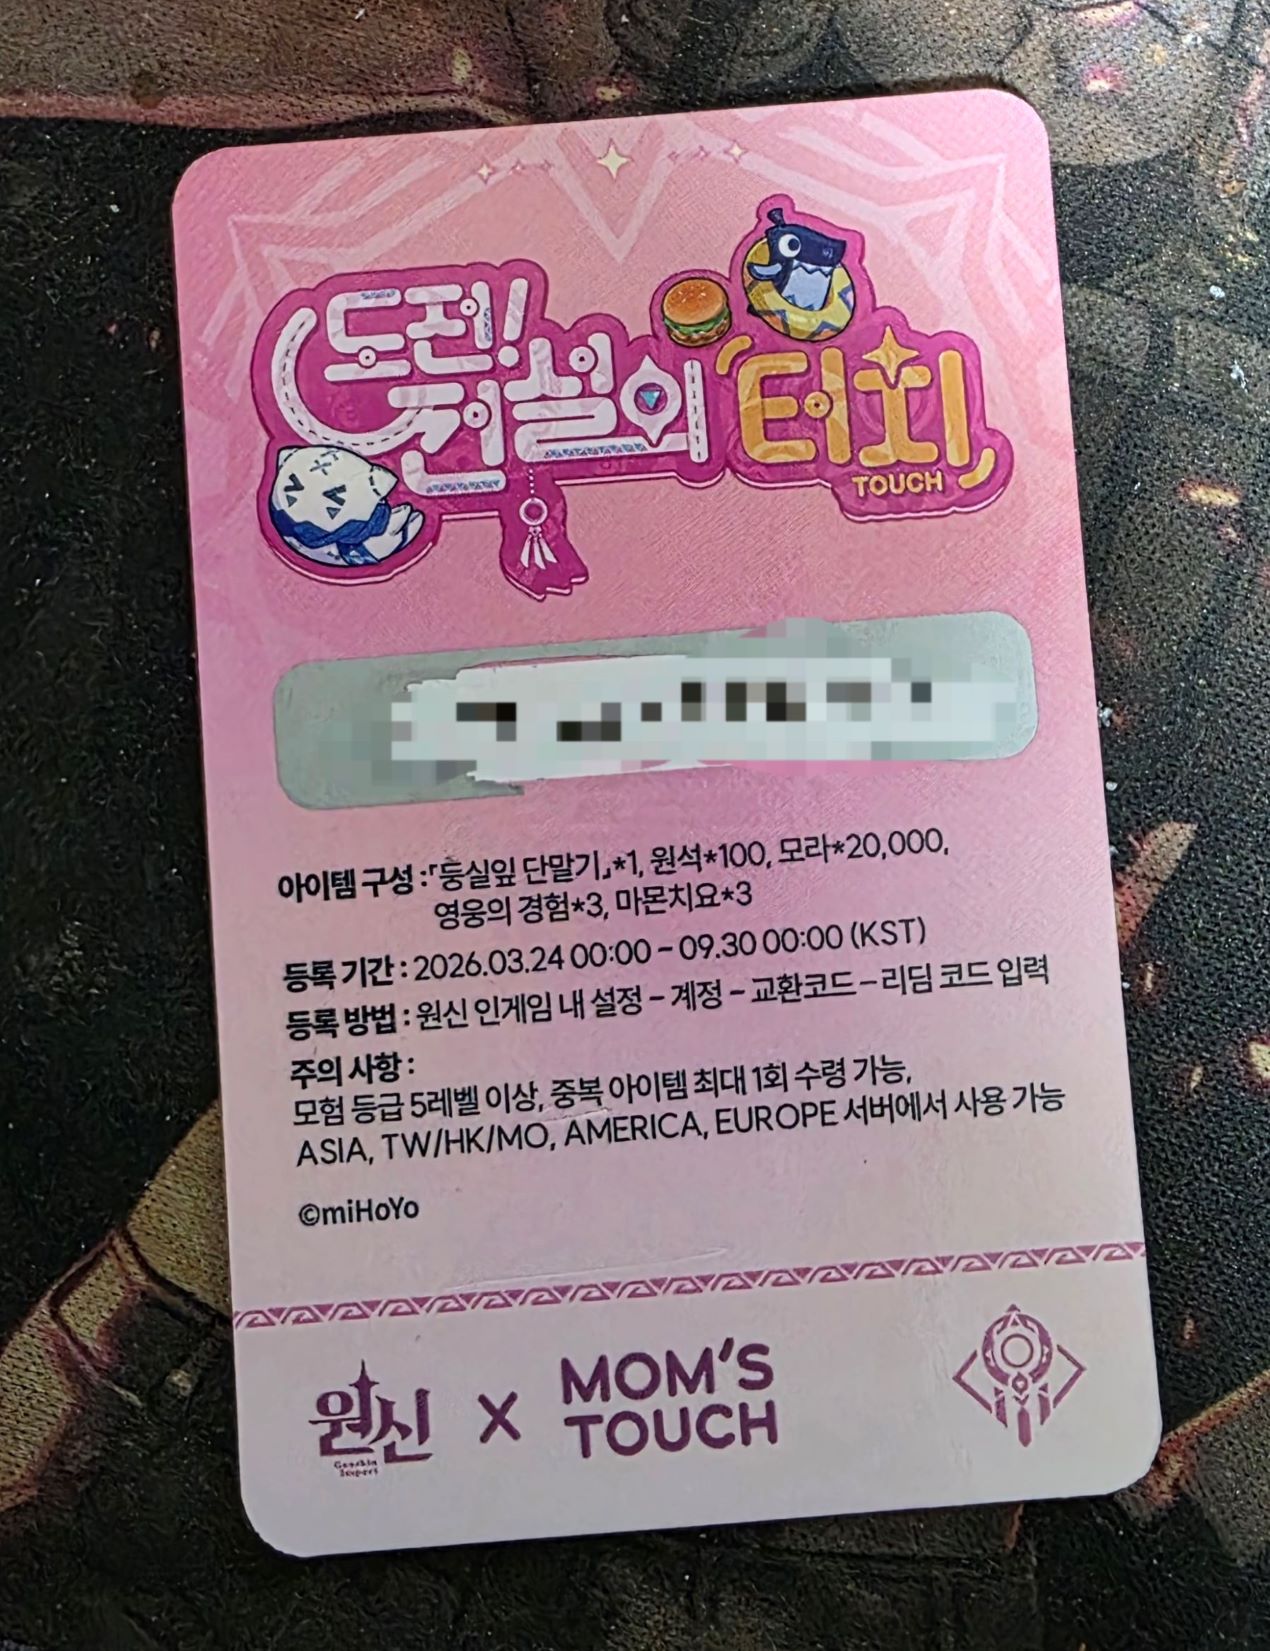 도전!
전설의 터치
TOUCH
아이템 구성 : 「둥실잎 단말기」*1, 원석*100, 모라*20,000,
영웅의 경험*3, 마몬치요*3
등록 기간 : 2026.03.24 00:00 - 09.30 00:00 (KST)
등록 방법 : 원신 인게임 내 설정 - 계정 - 교환코드 - 리딤 코드 입력
주의 사항 :
모험 등급 5레벨 이상, 중복 아이템 최대 1회 수령 가능,
ASIA, TW/HK/MO, AMERICA, EUROPE 서버에서 사용 가능
©miHoYo
원신 X MOM'S TOUCH
Genshin Impact